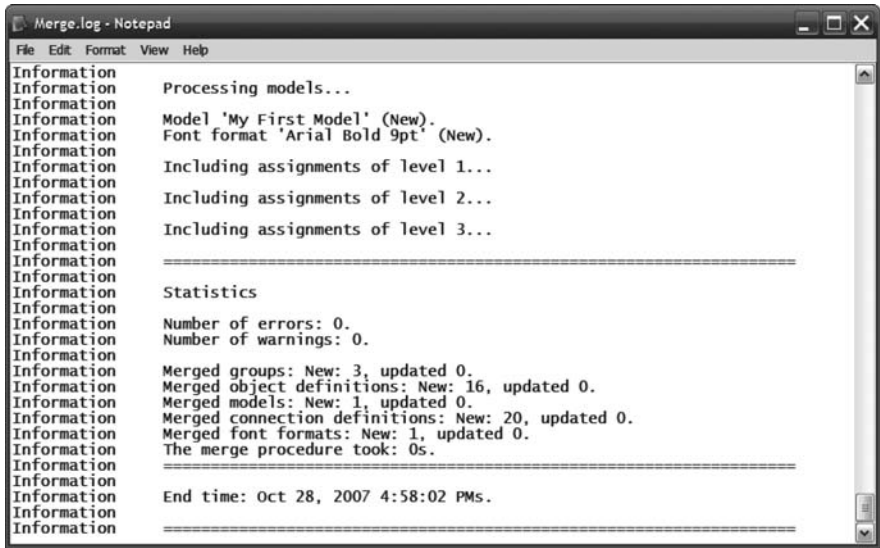 Merge.log - Notepad
File Edit Format View Help
Information
Information Processing models...
Information
Information Model 'My First Model' (New).
Information Font format 'Arial Bold 9pt' (New).
Information
Information Including assignments of level 1...
Information
Information Including assignments of level 2...
Information
Information Including assignments of level 3...
Information
Information ====================================================================
Information
Information Statistics
Information
Information Number of errors: 0.
Information Number of warnings: 0.
Information
Information Merged groups: New: 3, updated 0.
Information Merged object definitions: New: 16, updated 0.
Information Merged models: New: 1, updated 0.
Information Merged connection definitions: New: 20, updated 0.
Information Merged font formats: New: 1, updated 0.
Information The merge procedure took: 0s.
Information ====================================================================
Information
Information End time: Oct 28, 2007 4:58:02 PMs.
Information
Information ====================================================================